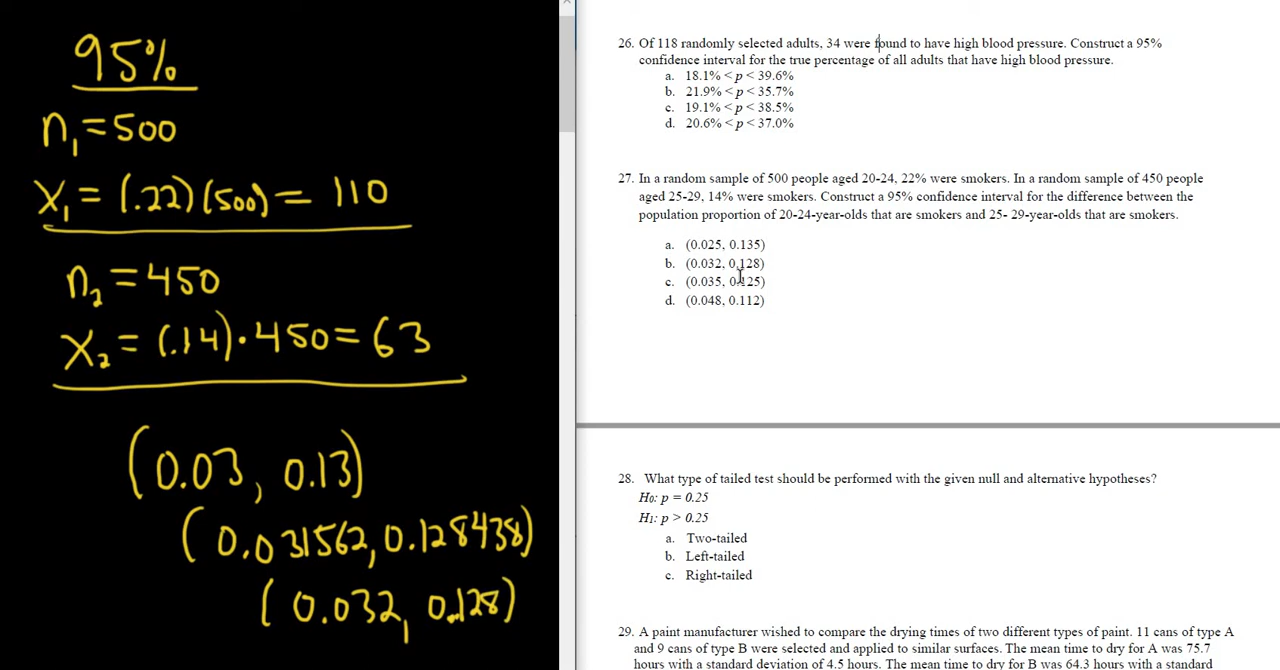 95%
n₁ = 500
x₁ = (.22)(500) = 110
n₂ = 450
x₂ = (.14)·450 = 63
(0.03, 0.13)
(0.031562, 0.128438)
(0.032, 0.128)
26. Of 118 randomly selected adults, 34 were found to have high blood pressure. Construct a 95%
confidence interval for the true percentage of all adults that have high blood pressure.
a. 18.1% < p < 39.6%
b. 21.9% < p < 35.7%
c. 19.1% < p < 38.5%
d. 20.6% < p < 37.0%
27. In a random sample of 500 people aged 20-24, 22% were smokers. In a random sample of 450 people
aged 25-29, 14% were smokers. Construct a 95% confidence interval for the difference between the
population proportion of 20-24-year-olds that are smokers and 25- 29-year-olds that are smokers.
a. (0.025, 0.135)
b. (0.032, 0.128)
c. (0.035, 0.125)
d. (0.048, 0.112)
28. What type of tailed test should be performed with the given null and alternative hypotheses?
H₀: p = 0.25
H₁: p > 0.25
a. Two-tailed
b. Left-tailed
c. Right-tailed
29. A paint manufacturer wished to compare the drying times of two different types of paint. 11 cans of type A
and 9 cans of type B were selected and applied to similar surfaces. The mean time to dry for A was 75.7
hours with a standard deviation of 4.5 hours. The mean time to dry for B was 64.3 hours with a standard